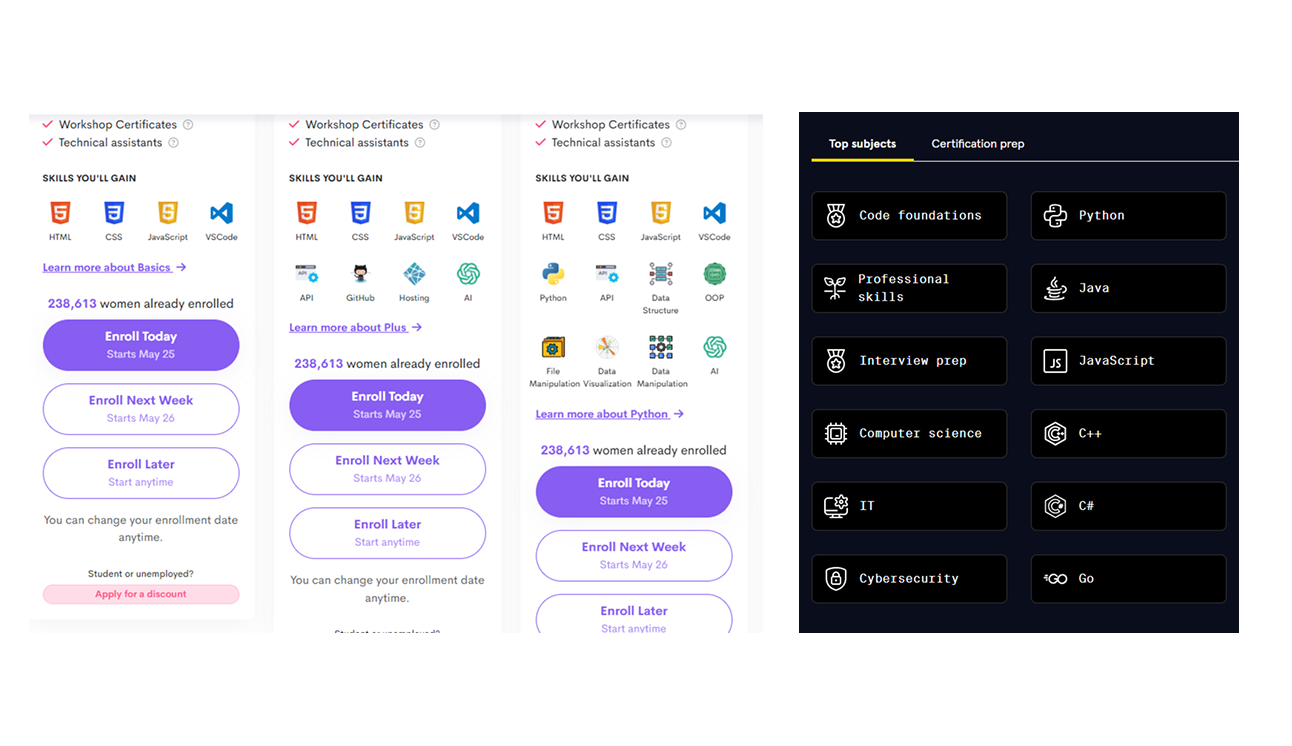 Workshop Certificates ?
Technical assistants ?
SKILLS YOU'LL GAIN
HTML CSS JavaScript VSCode
Learn more about Basics →
238,613 women already enrolled
Enroll Today
Starts May 25
Enroll Next Week
Starts May 26
Enroll Later
Start anytime
You can change your enrollment date
anytime.
Student or unemployed?
Apply for a discount
Workshop Certificates ?
Technical assistants ?
SKILLS YOU'LL GAIN
HTML CSS JavaScript VSCode
API
API GitHub Hosting AI
Learn more about Plus →
238,613 women already enrolled
Enroll Today
Starts May 25
Enroll Next Week
Starts May 26
Enroll Later
Start anytime
You can change your enrollment date
anytime.
Student or unemployed?
Workshop Certificates ?
Technical assistants ?
SKILLS YOU'LL GAIN
HTML CSS JavaScript VSCode
API
Python API Data OOP
Structure
File Data Data AI
Manipulation Visualization Manipulation
Learn more about Python →
238,613 women already enrolled
Enroll Today
Starts May 25
Enroll Next Week
Starts May 26
Enroll Later
Start anytime
Top subjects Certification prep
Code foundations Python
Professional
skills
Java
Interview prep JS JavaScript
Computer science C++
IT C#
Cybersecurity GO Go